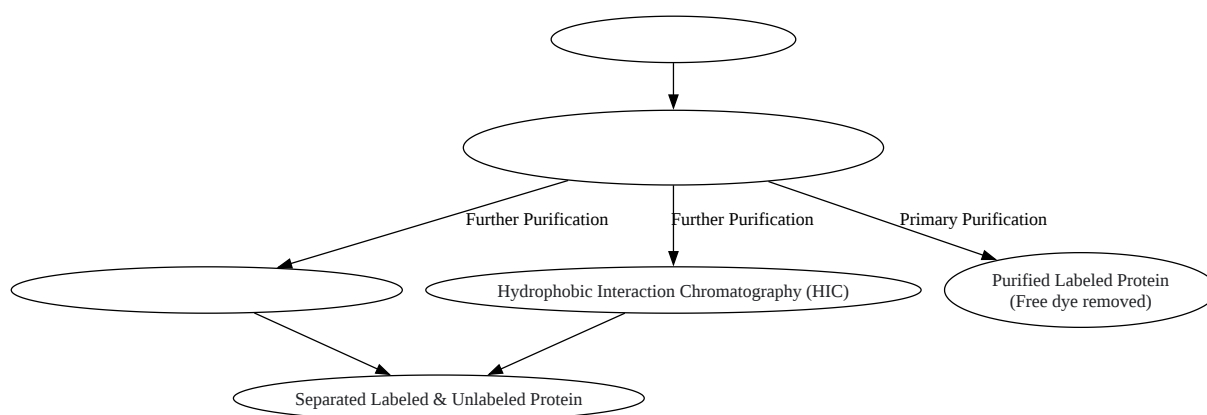 Further Purification
Further Purification
Primary Purification
Hydrophobic Interaction Chromatography (HIC)
Purified Labeled Protein
(Free dye removed)
Separated Labeled & Unlabeled Protein